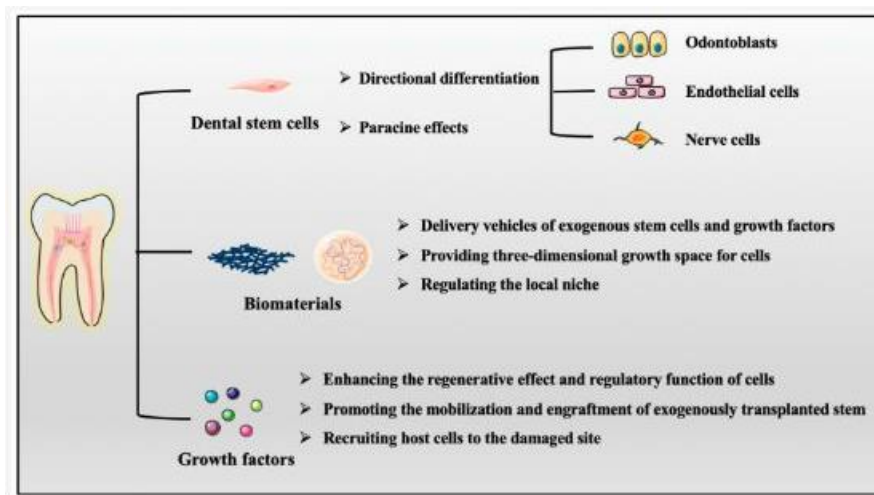 Directional differentiation
Dental stem cells
Paracine effects
Odontoblasts
Endothelial cells
Nerve cells
Delivery vehicles of exogenous stem cells and growth factors
Providing three-dimensional growth space for cells
Regulating the local niche
Biomaterials
Enhancing the regenerative effect and regulatory function of cells
Promoting the mobilization and engraftment of exogenously transplanted stem
Recruiting host cells to the damaged site
Growth factors